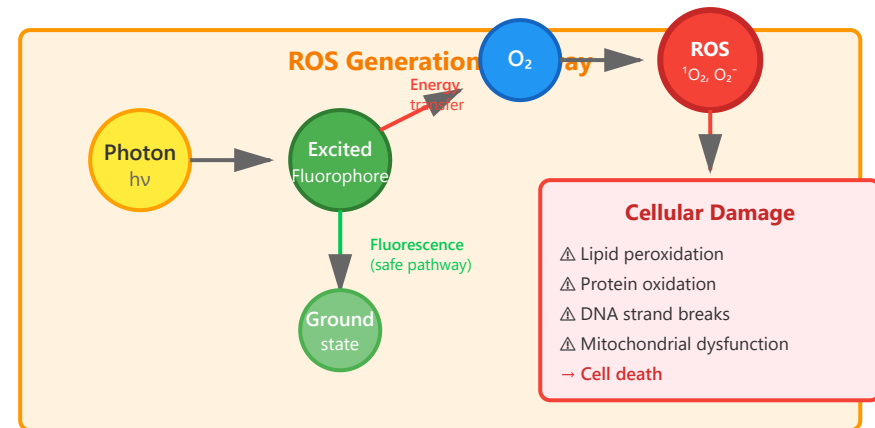 ROS Generation ay
O₂
ROS
¹O₂, O₂⁻
Energy
transfer
Photon
hν
Excited
Fluorophore
Fluorescence
(safe pathway)
Ground
state
Cellular Damage
⚠ Lipid peroxidation
⚠ Protein oxidation
⚠ DNA strand breaks
⚠ Mitochondrial dysfunction
→ Cell death